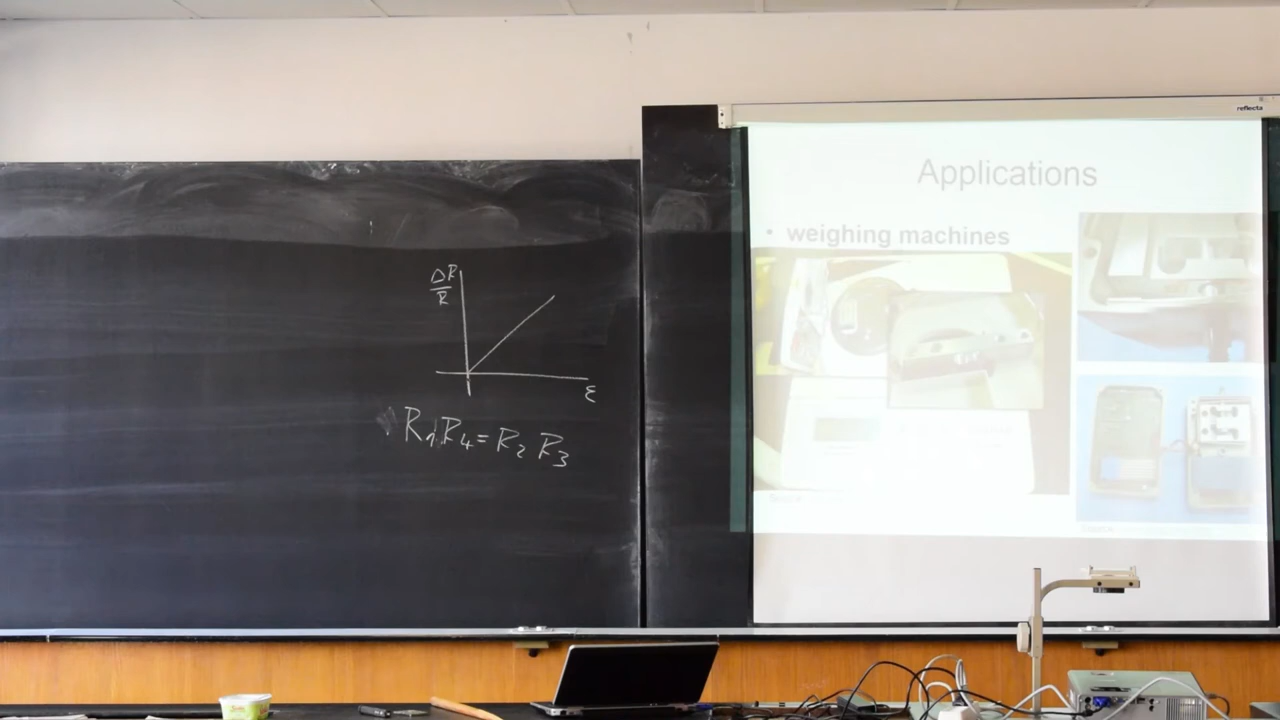 ΔR
R
ε
R₁R₄=R₂R₃
reflecta
Applications
• weighing machines